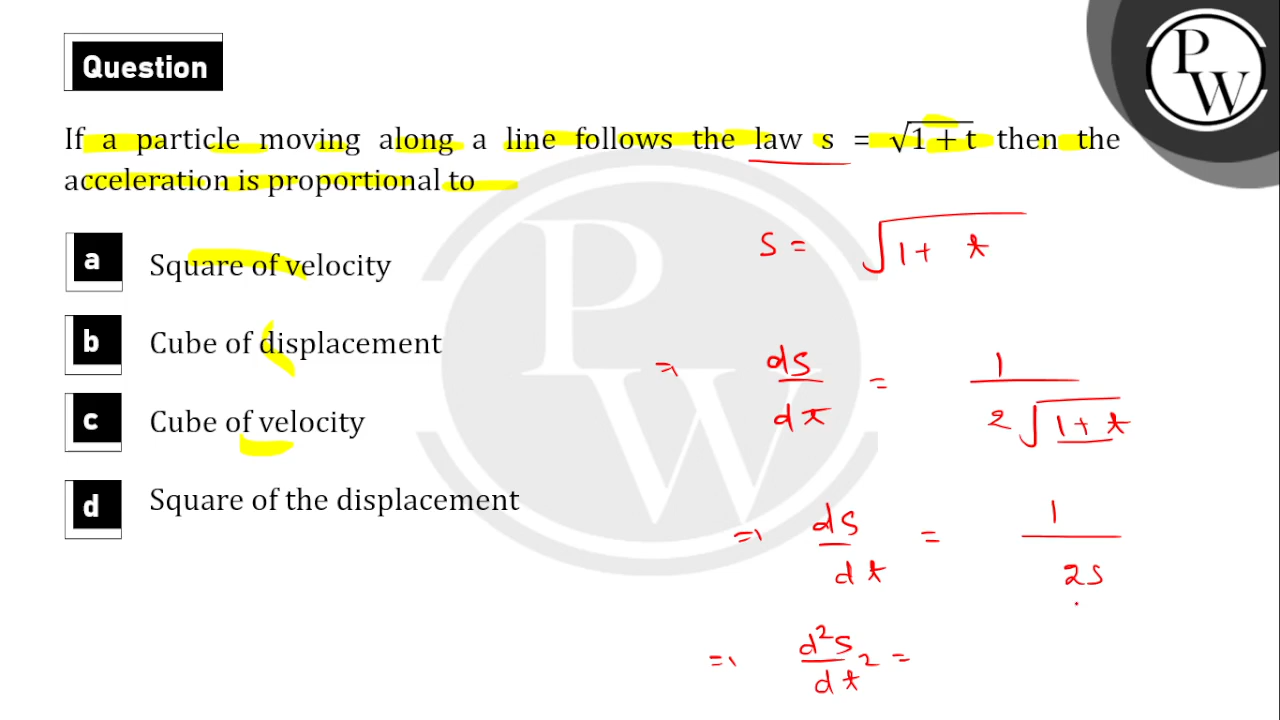 Question
PW
If a particle moving along a line follows the law s = √1 + t then the
acceleration is proportional to
a Square of velocity
b Cube of displacement
c Cube of velocity
d Square of the displacement
PW
S = √1 + t
⇒ ds/dt = 1/2√1 + t
⇒ ds/dt = 1/2s
⇒ d²s/dt² =